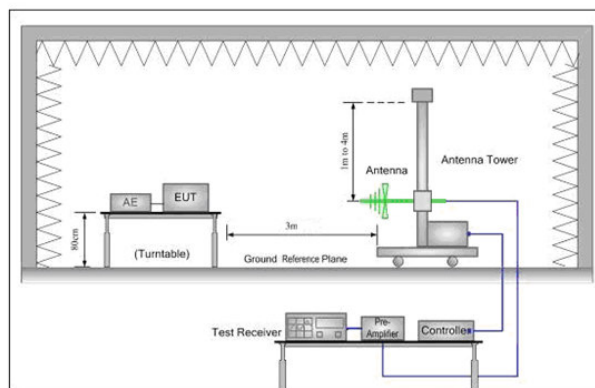 1m to 4m
Antenna
Antenna Tower
AE
EUT
80cm
(Turntable)
3m
Ground Reference Plane
Test Receiver
Pre-
Amplifier
Controller